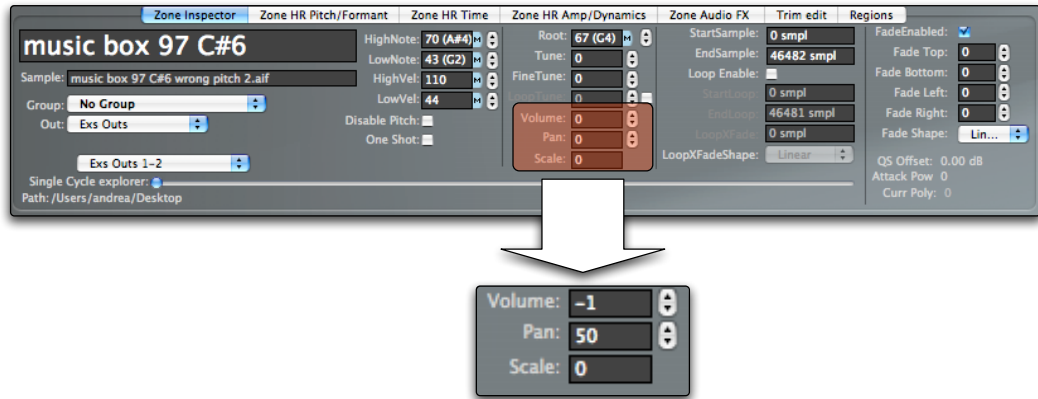 Zone Inspector Zone HR Pitch/Formant Zone HR Time Zone HR Amp/Dynamics Zone Audio FX Trim edit Regions
music box 97 C#6
Sample: music box 97 C#6 wrong pitch 2.aif
Group: No Group
Out: Exs Outs
Exs Outs 1-2
Single Cycle explorer:
Path: /Users/andrea/Desktop
HighNote: 70 (A#4) M
LowNote: 43 (G2) M
HighVel: 110 M
LowVel: 44 M
Disable Pitch:
One Shot:
Root: 67 (G4) M
Tune: 0
FineTune: 0
LoopTune: 0
Volume: 0
Pan: 0
Scale: 0
StartSample: 0 smpl
EndSample: 46482 smpl
Loop Enable:
StartLoop: 0 smpl
EndLoop: 46481 smpl
LoopXFade: 0 smpl
LoopXFadeShape: Linear
FadeEnabled:
Fade Top: 0
Fade Bottom: 0
Fade Left: 0
Fade Right: 0
Fade Shape: Lin...
QS Offset: 0.00 dB
Attack Pow 0
Curr Poly: 0
Volume: -1
Pan: 50
Scale: 0